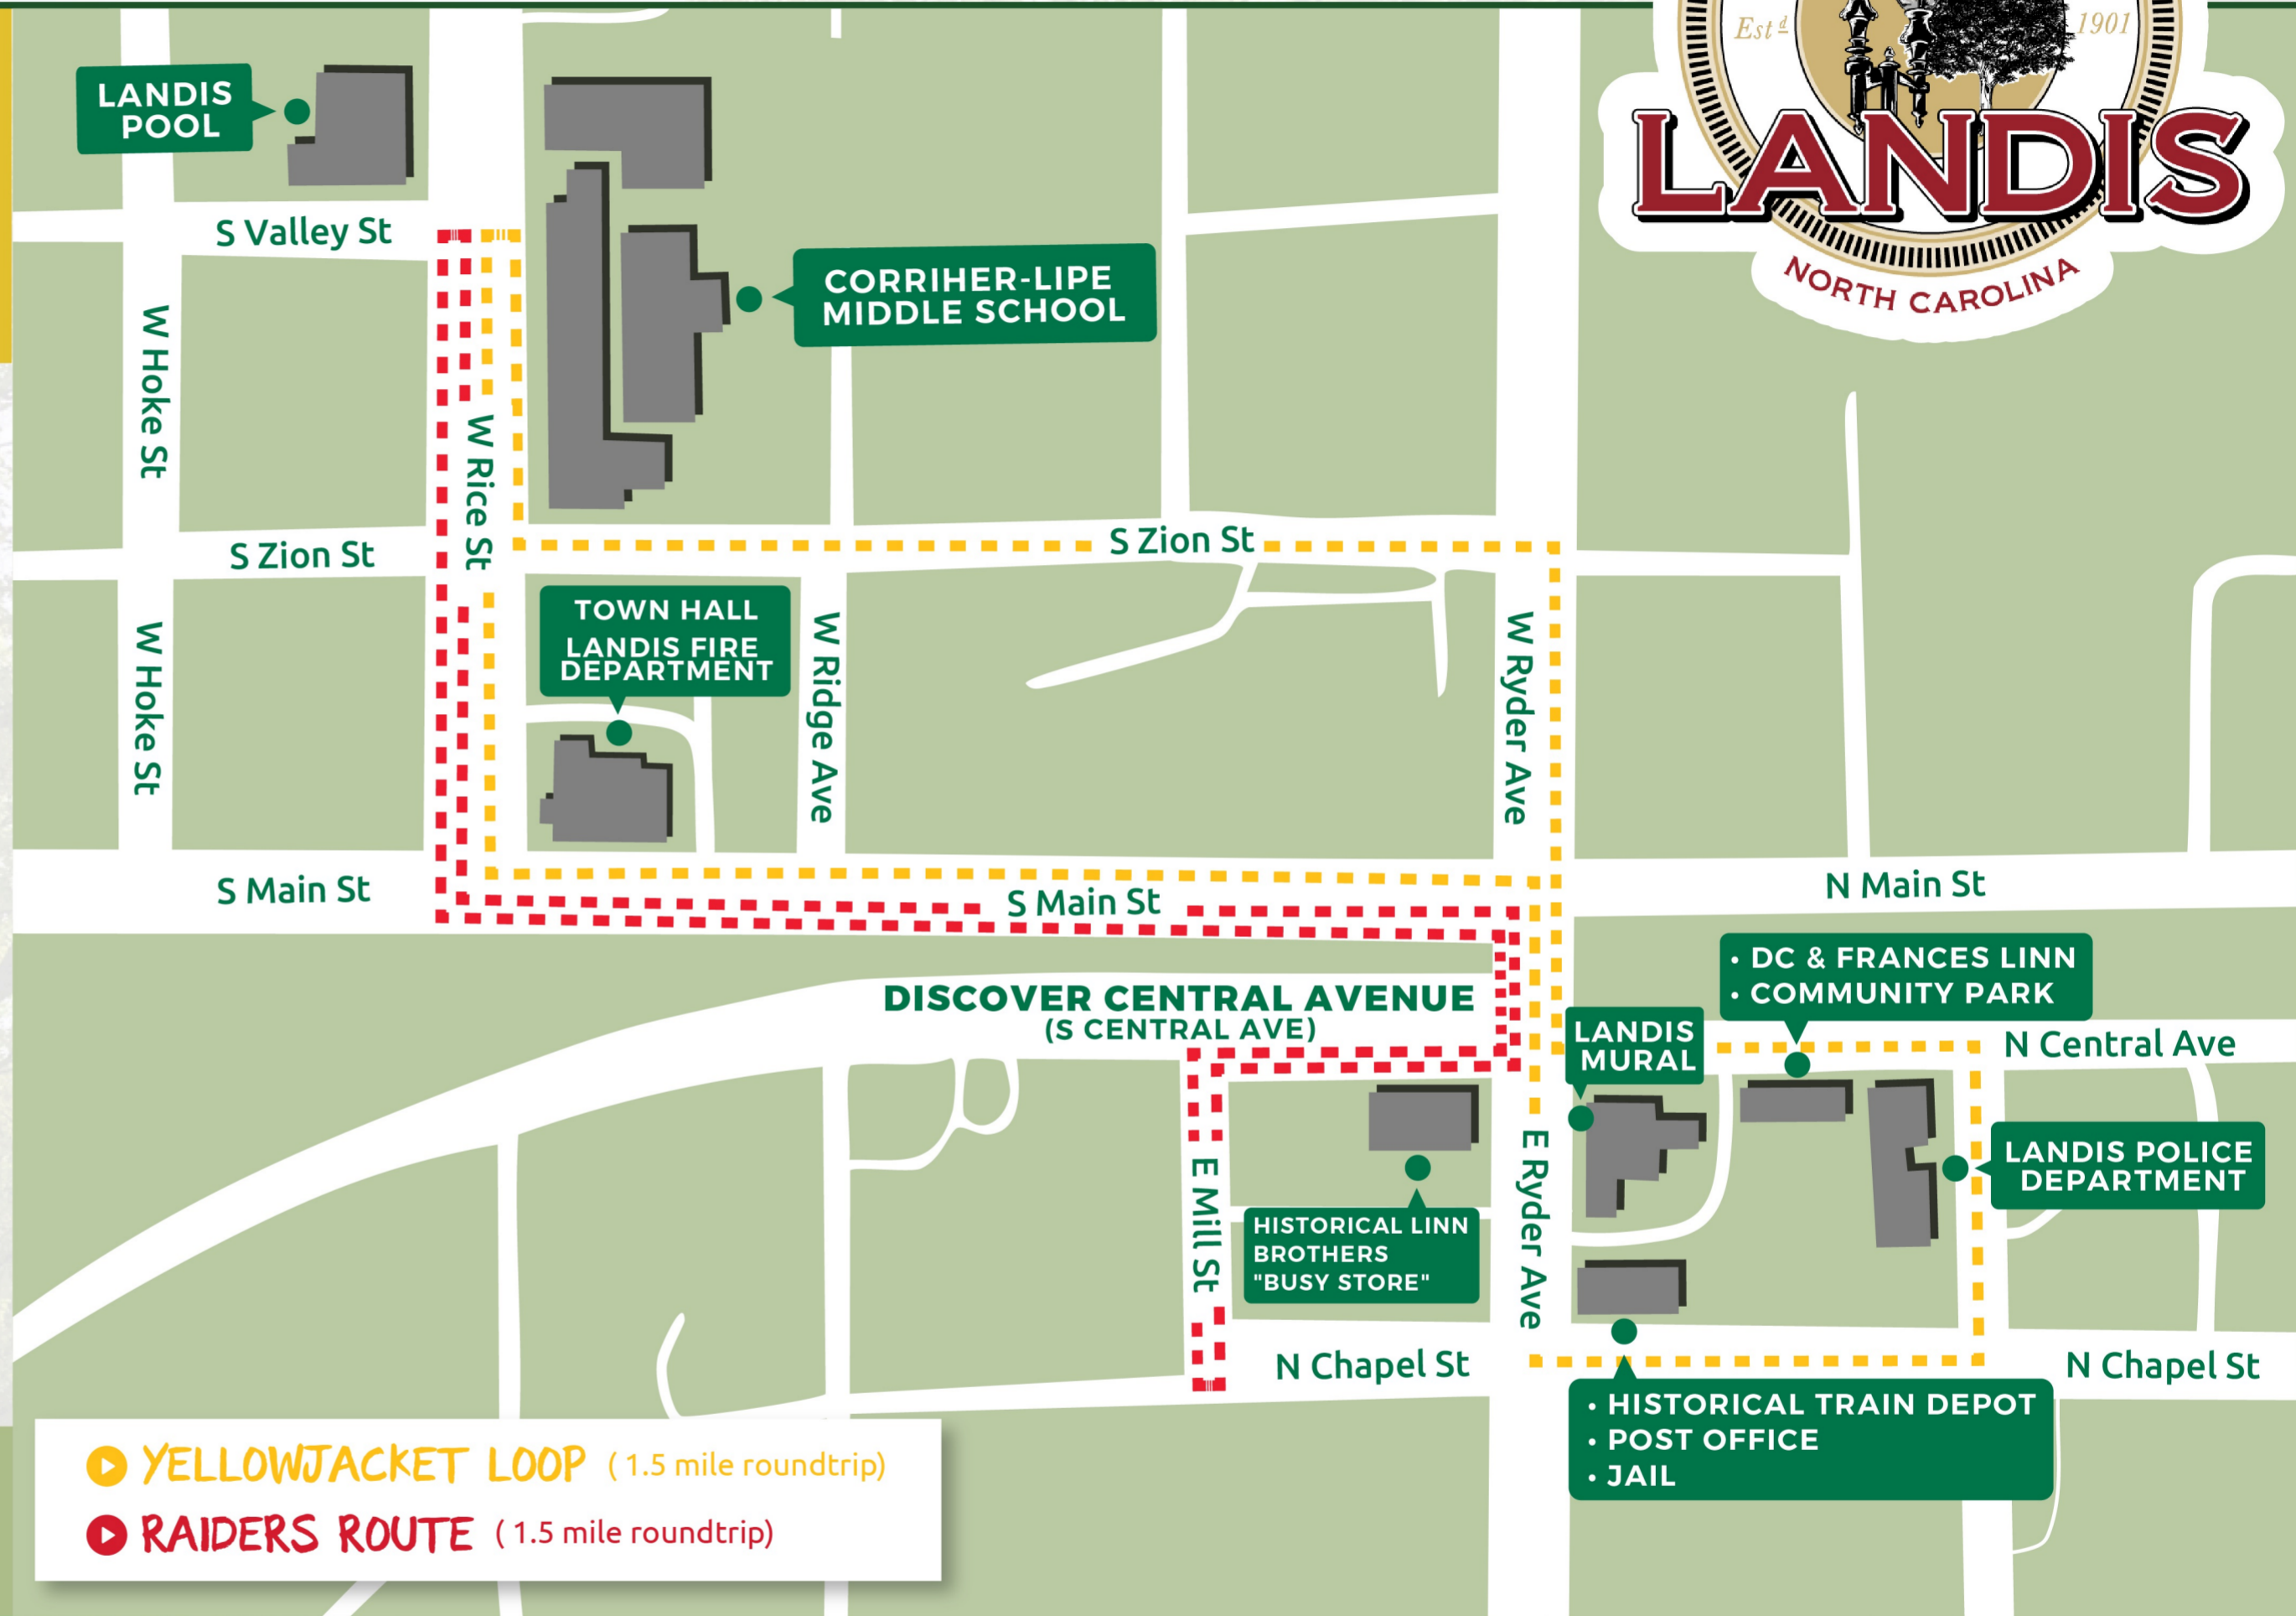 Estd
1901
LANDIS
NORTH CAROLINA
LANDIS
POOL
S Valley St
CORRIHER-LIPE
MIDDLE SCHOOL
W Hoke St
W Rice St
S Zion St
S Zion St
TOWN HALL
LANDIS FIRE
DEPARTMENT
W Hoke St
W Ridge Ave
W Ryder Ave
S Main St
S Main St
N Main St
DISCOVER CENTRAL AVENUE
(S CENTRAL AVE)
• DC & FRANCES LINN
• COMMUNITY PARK
LANDIS
MURAL
N Central Ave
E Mill St
E Ryder Ave
LANDIS POLICE
DEPARTMENT
HISTORICAL LINN
BROTHERS
"BUSY STORE"
N Chapel St
N Chapel St
• HISTORICAL TRAIN DEPOT
• POST OFFICE
• JAIL
YELLOWJACKET LOOP (1.5 mile roundtrip)
RAIDERS ROUTE (1.5 mile roundtrip)